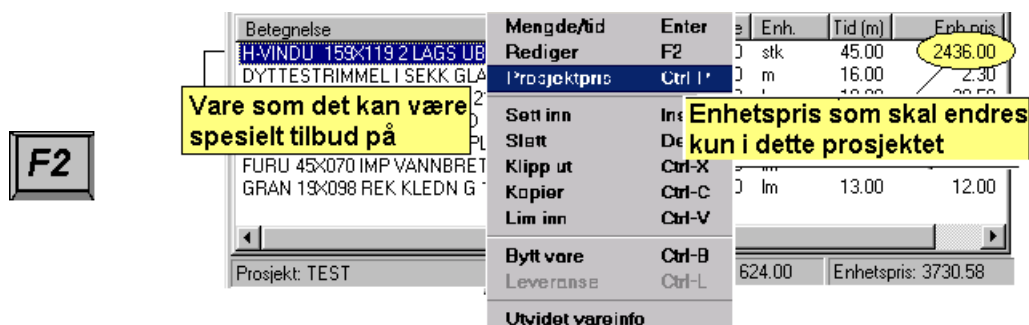 Betegnelse Enh. Tid (m) Enh.pris
H-VINDU 159X119 2 LAGS UB stk 45.00 2436.00
DYTTESTRIMMEL I SEKK GLA m 16.00 2.30
Vare som det kan være
spesielt tilbud på
FURU 45X070 IMP VANNBRET lm
GRAN 19X098 REK KLEDN G lm 13.00 12.00
Prosjekt: TEST 624.00 Enhetspris: 3730.58
Mengde/tid Enter
Rediger F2
Prosjektpris Ctrl-P
Sett inn
Slett
Klipp ut Ctrl-X
Kopier Ctrl-C
Lim inn Ctrl-V
Bytt vare Ctrl-B
Leveranse Ctrl-L
Utvidet vareinfo
Enhetspris som skal endres
kun i dette prosjektet
F2